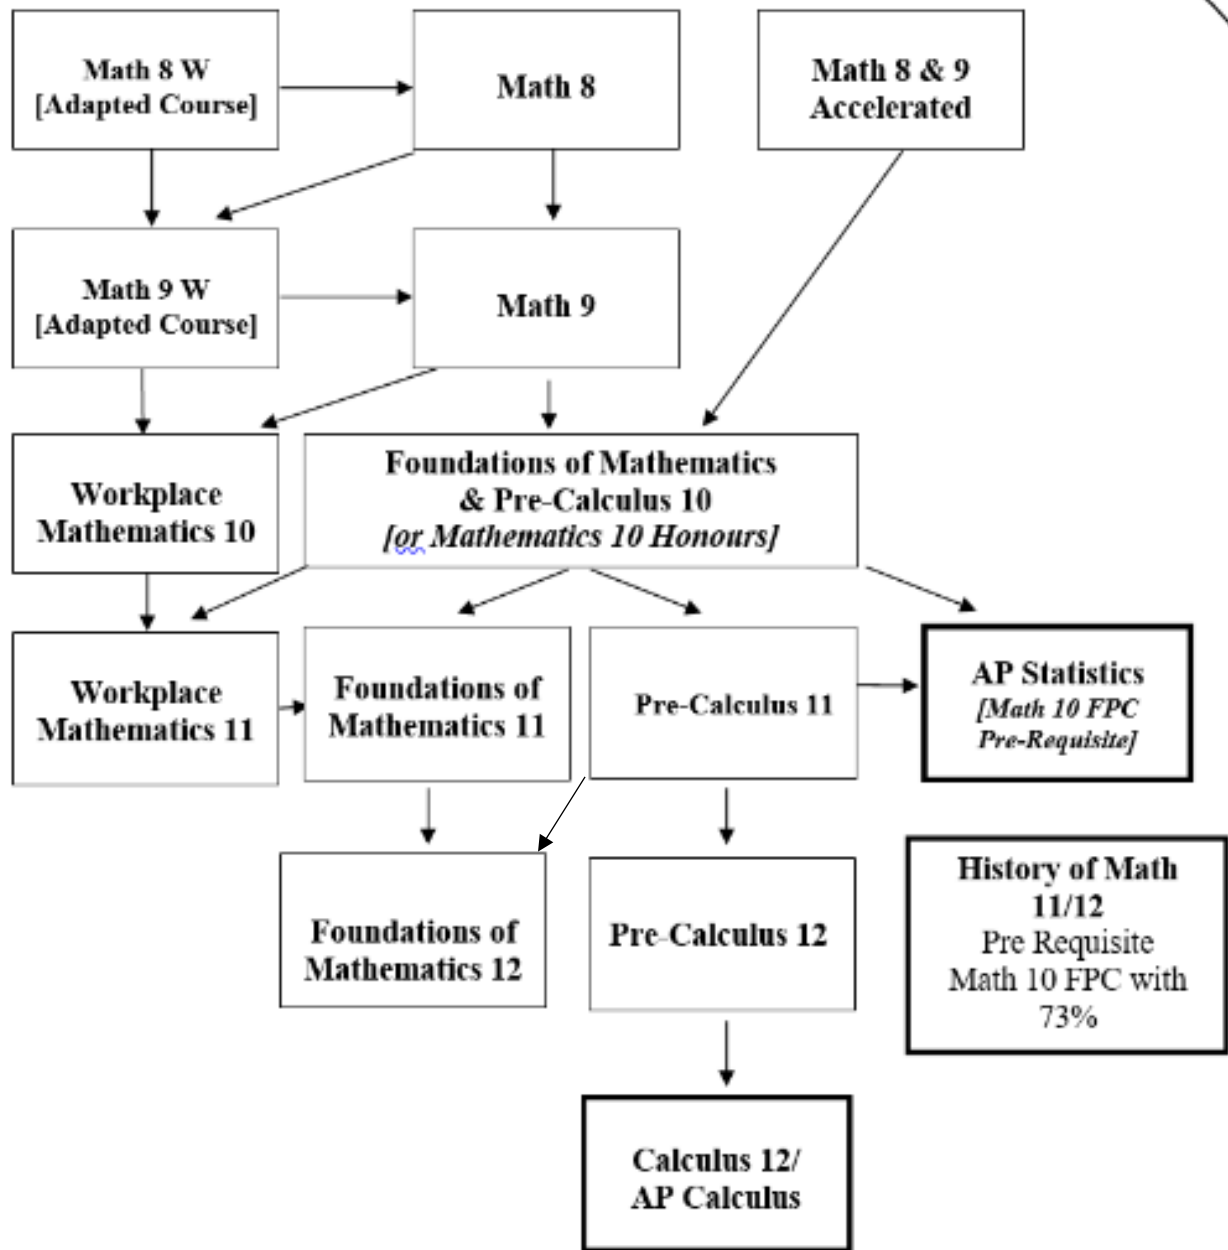 Math 8 W
[Adapted Course]
Math 8
Math 8 & 9
Accelerated
Math 9 W
[Adapted Course]
Math 9
Workplace
Mathematics 10
Foundations of Mathematics
& Pre-Calculus 10
[or Mathematics 10 Honours]
Workplace
Mathematics 11
Foundations of
Mathematics 11
Pre-Calculus 11
AP Statistics
[Math 10 FPC
Pre-Requisite]
Foundations of
Mathematics 12
Pre-Calculus 12
History of Math
11/12
Pre Requisite
Math 10 FPC with
73%
Calculus 12/
AP Calculus